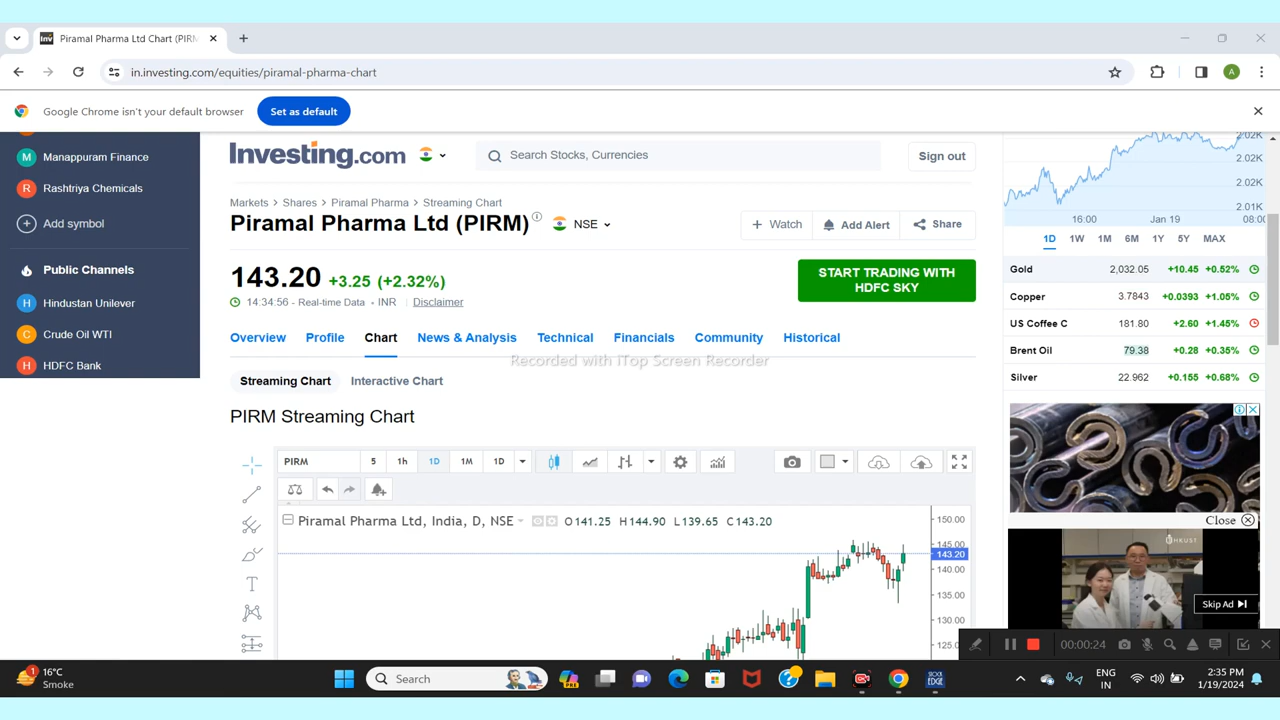 Piramal Pharma Ltd Chart (PIRM
in.investing.com/equities/piramal-pharma-chart
A
Google Chrome isn't your default browser
Set as default
M Manappuram Finance
R Rashtriya Chemicals
Add symbol
Public Channels
H Hindustan Unilever
C Crude Oil WTI
H HDFC Bank
Investing.com
Search Stocks, Currencies
Sign out
Markets > Shares > Piramal Pharma > Streaming Chart
Piramal Pharma Ltd (PIRM)
NSE
+ Watch
Add Alert
Share
143.20 +3.25 (+2.32%)
14:34:56 - Real-time Data - INR Disclaimer
START TRADING WITH
HDFC SKY
Overview Profile Chart News & Analysis Technical Financials Community Historical
Recorded with iTop Screen Recorder
Streaming Chart Interactive Chart
PIRM Streaming Chart
PIRM 5 1h 1D 1M 1D
Piramal Pharma Ltd, India, D, NSE O141.25 H144.90 L139.65 C143.20
T
150.00
145.00
143.20
140.00
135.00
130.00
2.02K
2.02K
2.02K
2.01K
16:00 Jan 19 08:00
1D 1W 1M 6M 1Y 5Y MAX
Gold 2,032.05 +10.45 +0.52%
Copper 3.7843 +0.0393 +1.05%
US Coffee C 181.80 +2.60 +1.45%
Brent Oil 79.38 +0.28 +0.35%
Silver 22.962 +0.155 +0.68%
Close
HKUST
Skip Ad
00:00:24
1
16°C
Smoke
Search
STOCK
EDGE
ENG
IN
2:35 PM
1/19/2024